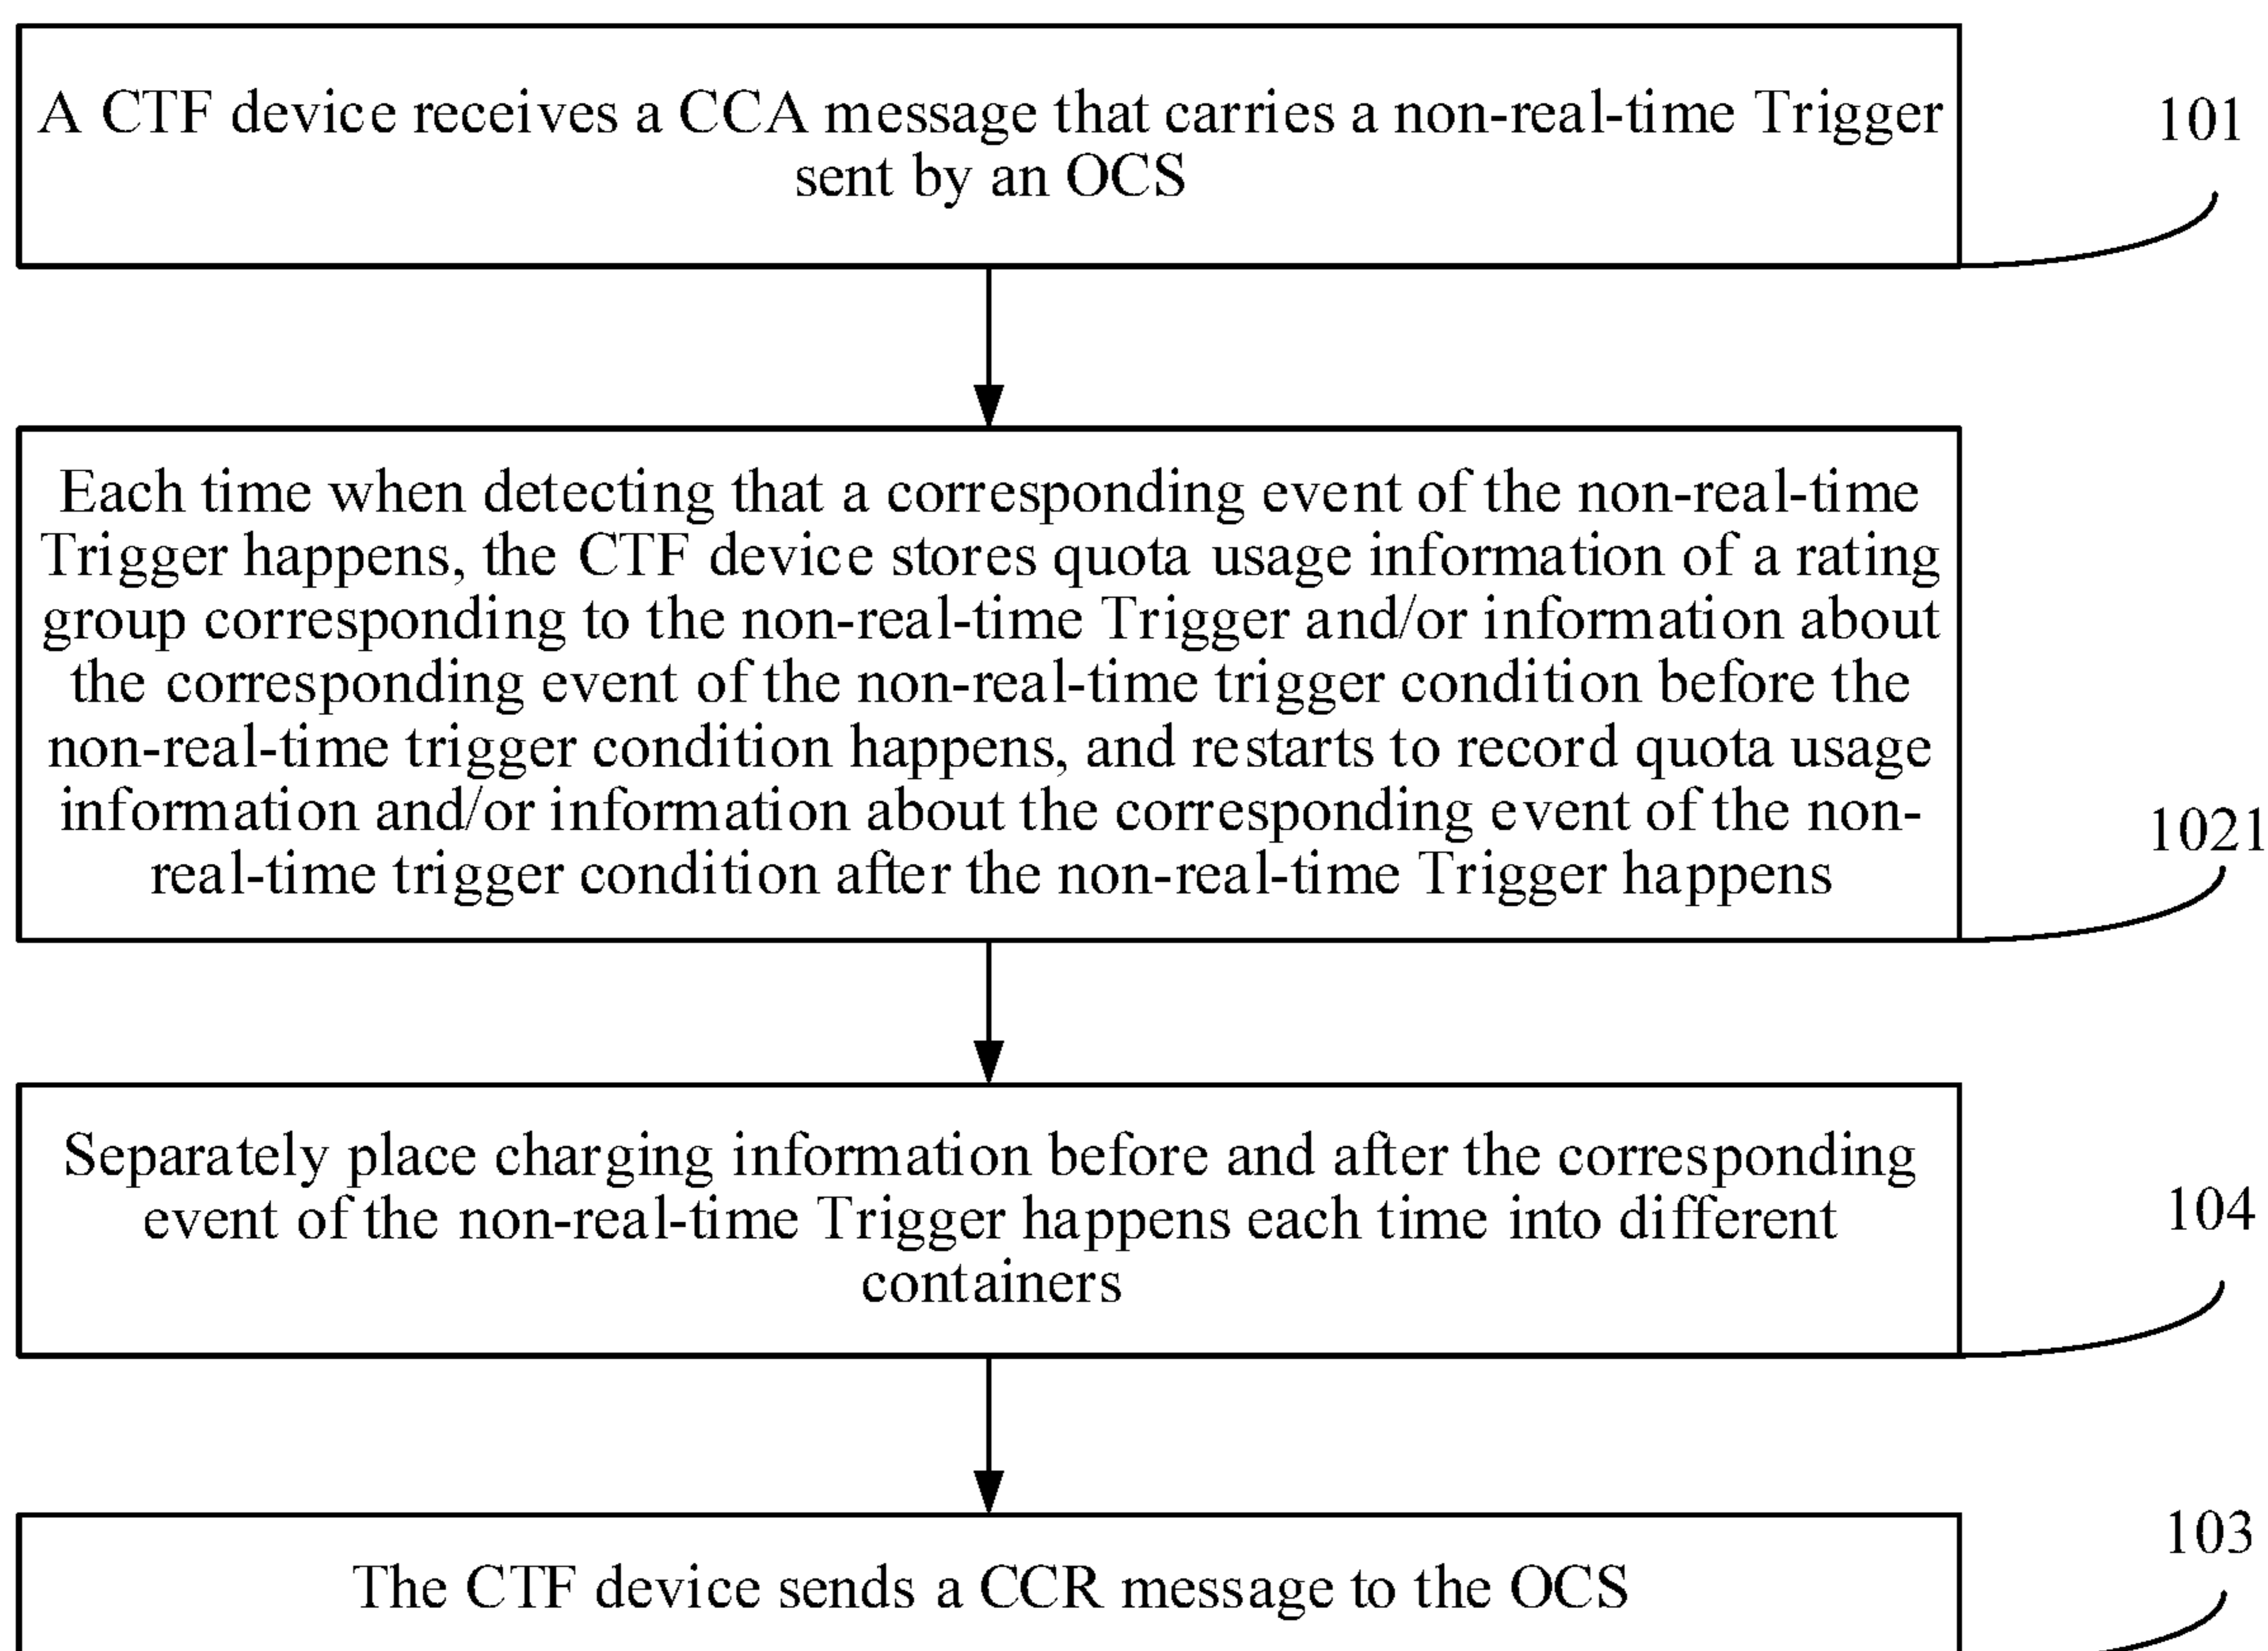 A CTF device receives a CCA message that carries a non-real-time Trigger
sent by an OCS
101
Each time when detecting that a corresponding event of the non-real-time
Trigger happens, the CTF device stores quota usage information of a rating
group corresponding to the non-real-time Trigger and/or information about
the corresponding event of the non-real-time trigger condition before the
non-real-time trigger condition happens, and restarts to record quota usage
information and/or information about the corresponding event of the non-
real-time trigger condition after the non-real-time Trigger happens
1021
Separately place charging information before and after the corresponding
event of the non-real-time Trigger happens each time into different
containers
104
The CTF device sends a CCR message to the OCS
103